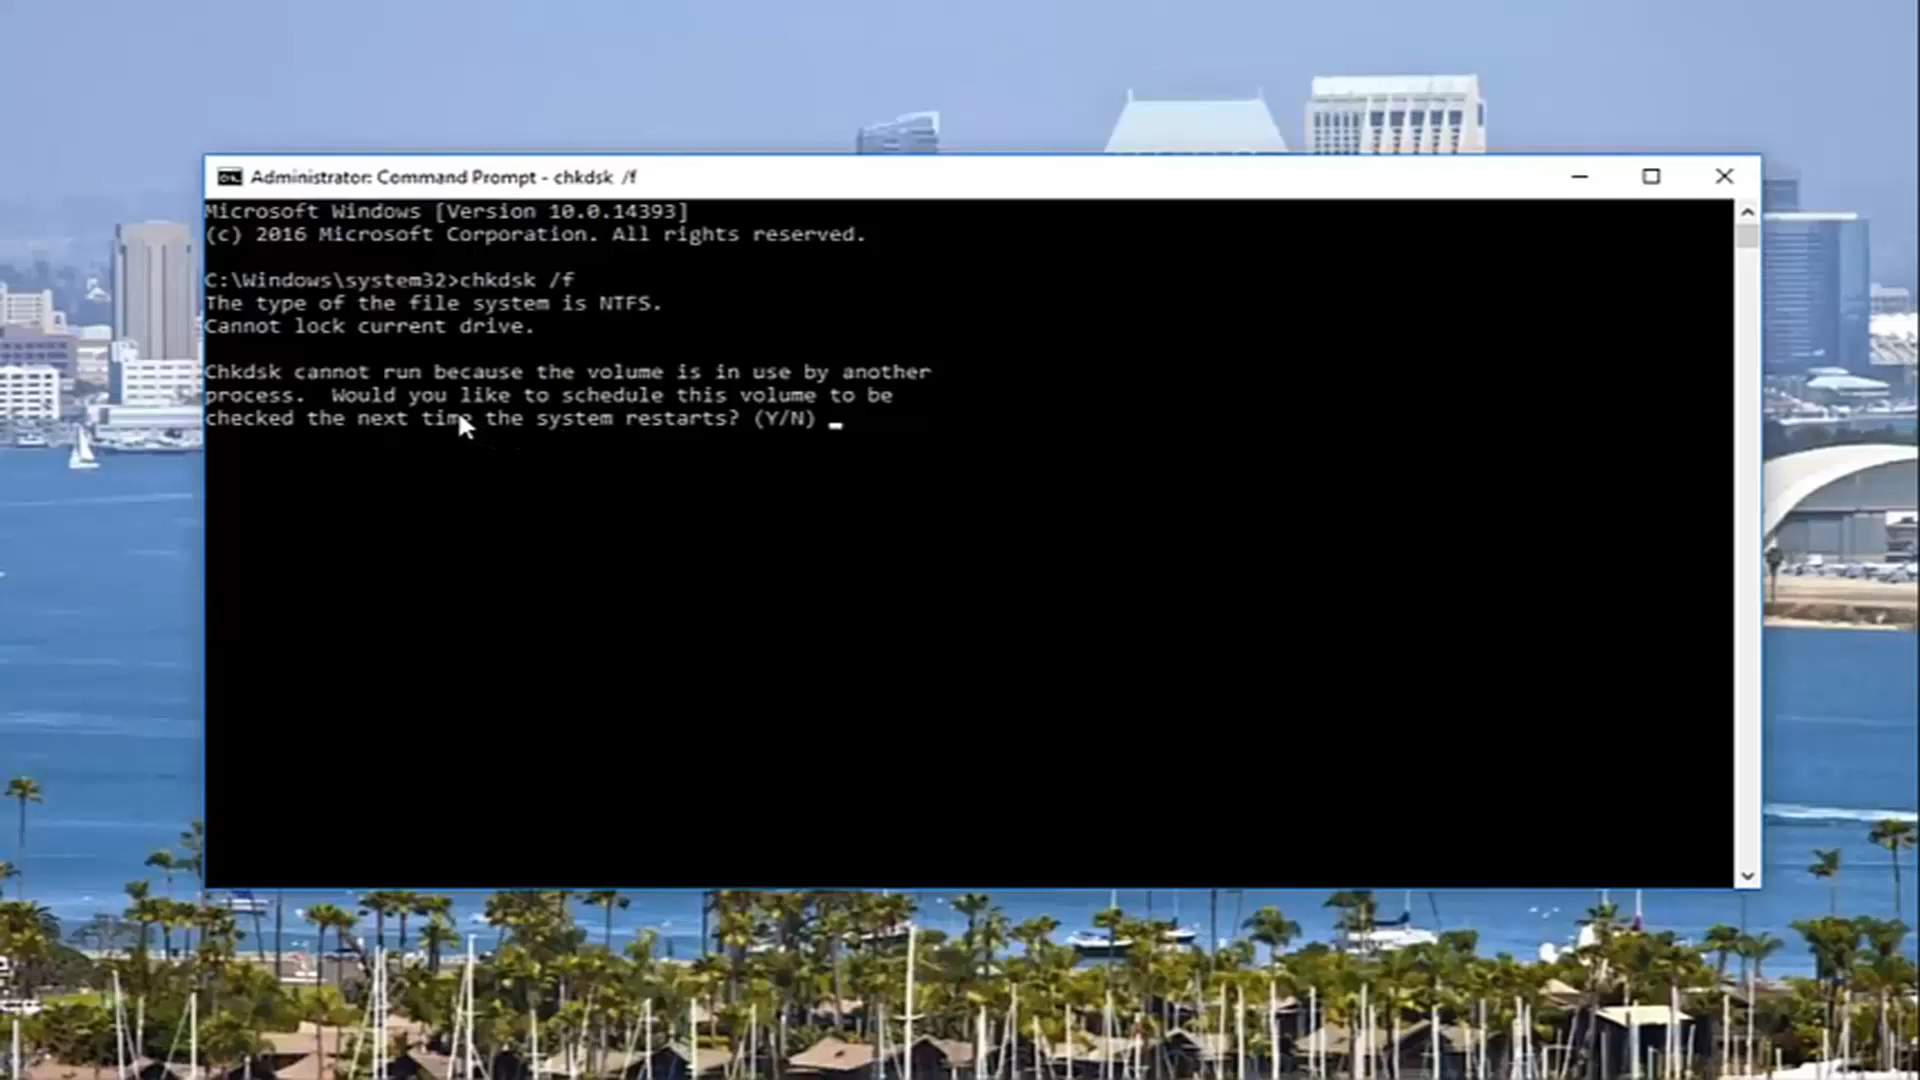 Administrator: Command Prompt - chkdsk /f
Microsoft Windows [Version 10.0.14393]
(c) 2016 Microsoft Corporation. All rights reserved.
C:\Windows\system32>chkdsk /f
The type of the file system is NTFS.
Cannot lock current drive.
Chkdsk cannot run because the volume is in use by another
process.  Would you like to schedule this volume to be
checked the next time the system restarts? (Y/N)